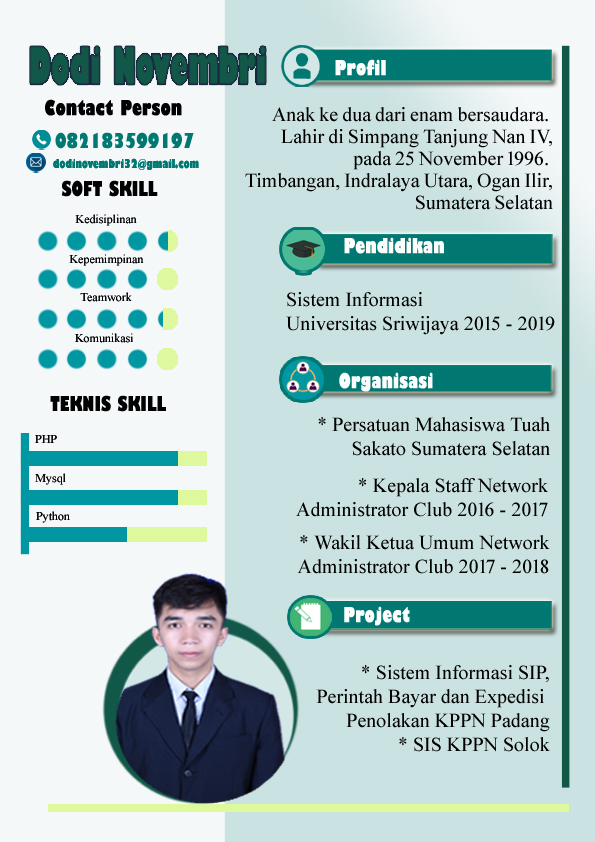 Dodi Novembri
Contact Person
082183599197
dodinovembri32@gmail.com
SOFT SKILL
Kedisiplinan
Kepemimpinan
Teamwork
Komunikasi
TEKNIS SKILL
PHP
Mysql
Python
Profil
Anak ke dua dari enam bersaudara.
Lahir di Simpang Tanjung Nan IV,
pada 25 November 1996.
Timbangan, Indralaya Utara, Ogan Ilir,
Sumatera Selatan
Pendidikan
Sistem Informasi
Universitas Sriwijaya 2015 - 2019
Organisasi
* Persatuan Mahasiswa Tuah
Sakato Sumatera Selatan
* Kepala Staff Network
Administrator Club 2016 - 2017
* Wakil Ketua Umum Network
Administrator Club 2017 - 2018
Project
* Sistem Informasi SIP,
Perintah Bayar dan Expedisi
Penolakan KPPN Padang
* SIS KPPN Solok